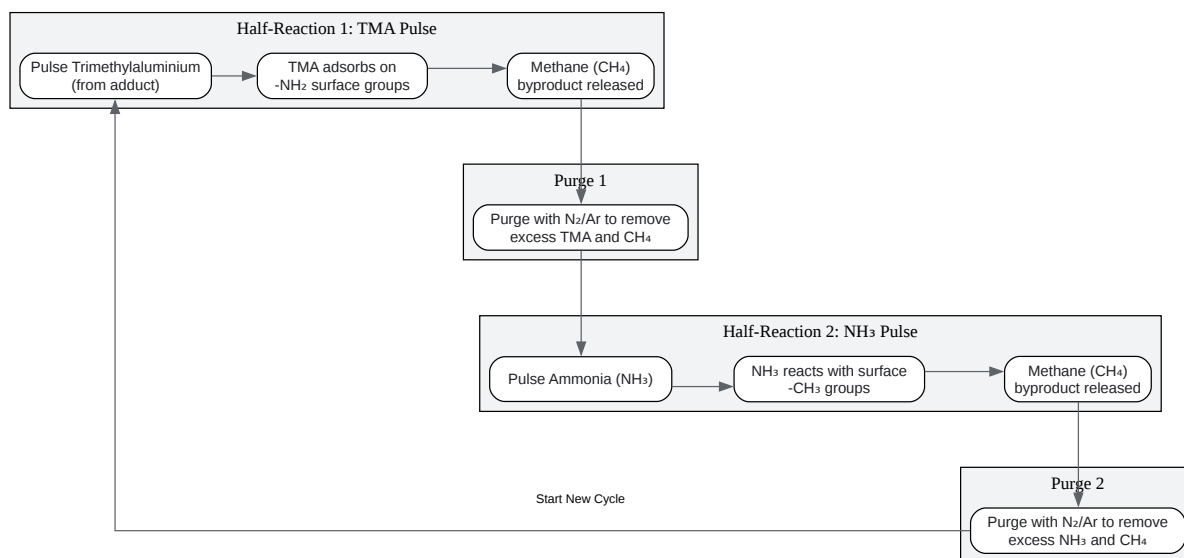 Half-Reaction 1: TMA Pulse
Pulse Trimethylaluminium
(from adduct)
TMA adsorbs on
-NH₂ surface groups
Methane (CH₄)
byproduct released
Purge 1
Purge with N₂/Ar to remove
excess TMA and CH₄
Half-Reaction 2: NH₃ Pulse
Pulse Ammonia (NH₃)
NH₃ reacts with surface
-CH₃ groups
Methane (CH₄)
byproduct released
Purge 2
Start New Cycle
Purge with N₂/Ar to remove
excess NH₃ and CH₄